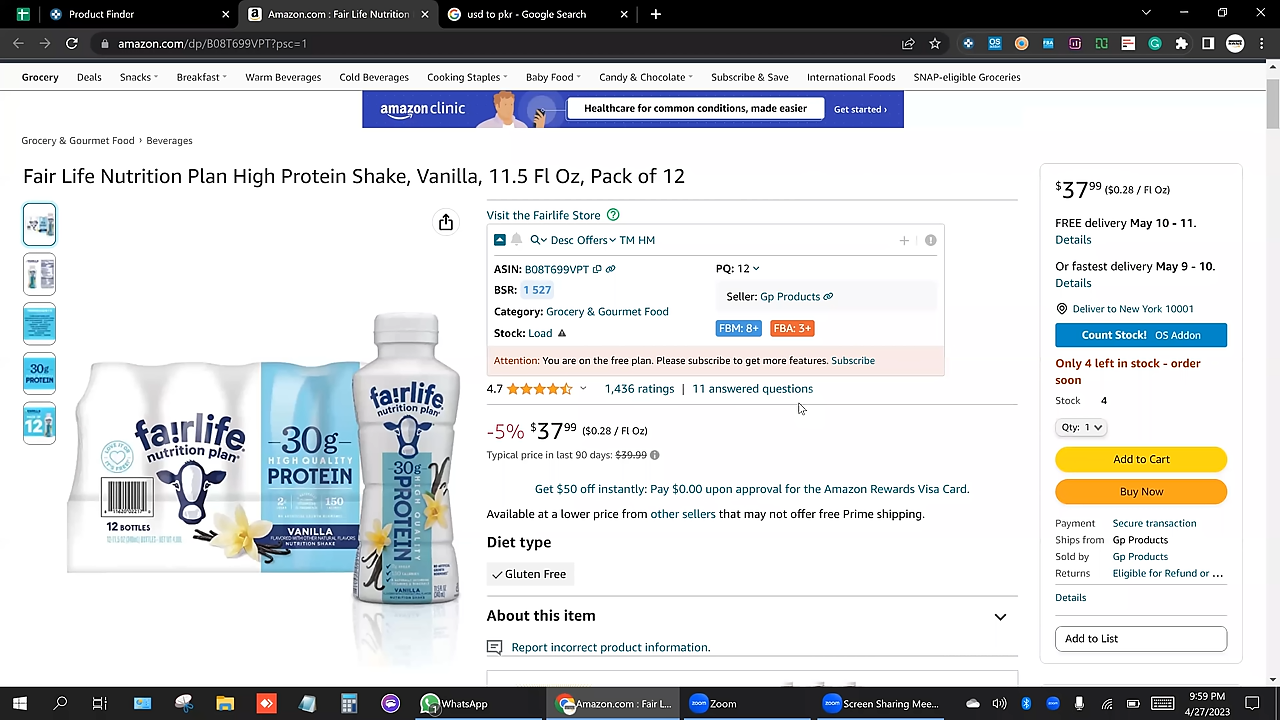 Product Finder
Amazon.com : Fair Life Nutrition
usd to pkr - Google Search
amazon.com/dp/B08T699VPT?psc=1
Grocery Deals Snacks Breakfast Warm Beverages Cold Beverages Cooking Staples Baby Food Candy & Chocolate Subscribe & Save International Foods SNAP-eligible Groceries
amazon clinic Healthcare for common conditions, made easier Get started ›
Grocery & Gourmet Food › Beverages
Fair Life Nutrition Plan High Protein Shake, Vanilla, 11.5 Fl Oz, Pack of 12
Visit the Fairlife Store
Desc Offers TM HM
ASIN: B08T699VPT
PQ: 12
BSR: 1 527
Seller: Gp Products
Category: Grocery & Gourmet Food
FBM: 8+ FBA: 3+
Stock: Load
Attention: You are on the free plan. Please subscribe to get more features. Subscribe
4.7 1,436 ratings | 11 answered questions
-5% $37.99 ($0.28 / Fl Oz)
Typical price in last 90 days: $39.99
Get $50 off instantly: Pay $0.00 upon approval for the Amazon Rewards Visa Card.
Available at a lower price from other sellers that may not offer free Prime shipping.
Diet type
Gluten Free
About this item
Report incorrect product information.
fa!rlife
nutrition plan
30g
HIGH QUALITY
PROTEIN
150
VANILLA
NUTRITION SHAKE
12 BOTTLES
fa!rlife
nutrition plan
30g
PROTEIN
VANILLA
30g
PROTEIN
12
$37.99 ($0.28 / Fl Oz)
FREE delivery May 10 - 11.
Details
Or fastest delivery May 9 - 10.
Details
Deliver to New York 10001
Count Stock! OS Addon
Only 4 left in stock - order
soon
Stock 4
Qty: 1
Add to Cart
Buy Now
Payment Secure transaction
Ships from Gp Products
Sold by Gp Products
Returns Eligible for Refund or ...
Details
Add to List
WhatsApp
Amazon.com : Fair L...
Zoom
Screen Sharing Mee...
9:59 PM
4/27/2023